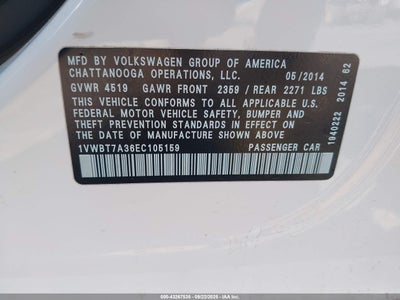 MFD BY VOLKSWAGEN GROUP OF AMERICA
CHATTANOOGA OPERATIONS, LLC. 05/2014
GVWR 4519 GAWR FRONT 2359 / REAR 2271 LBS
THIS VEHICLE CONFORMS TO ALL APPLICABLE U.S.
FEDERAL MOTOR VEHICLE SAFETY, BUMPER AND
THEFT PREVENTION STANDARDS IN EFFECT ON
THE DATE OF MANUFACTURE SHOWN ABOVE.
1VWBT7A36EC105159 PASSENGER CAR
1940222 2014 62